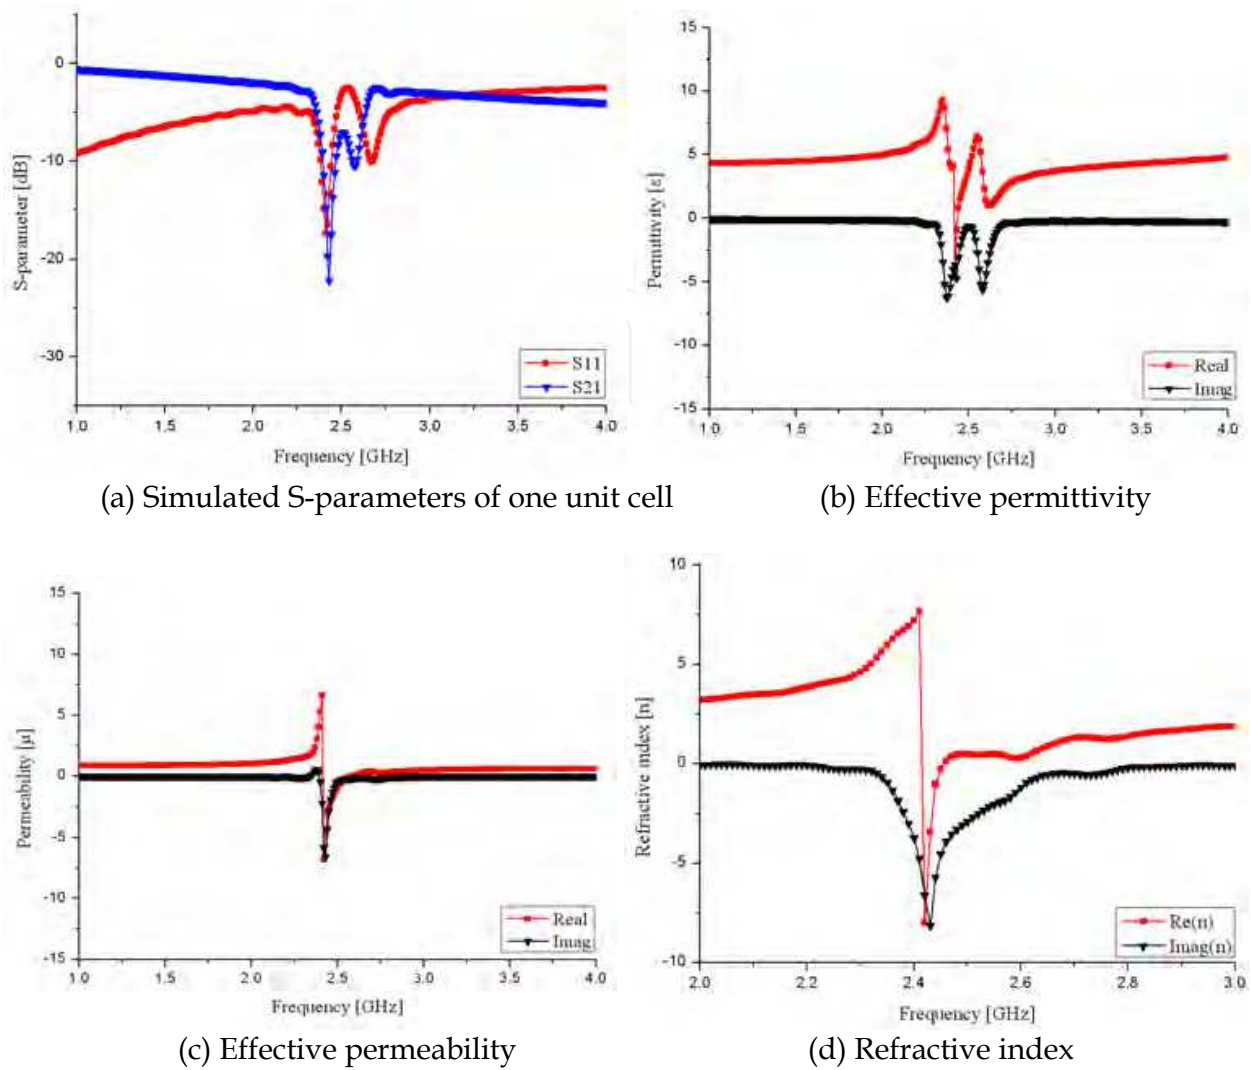 5
0
-10
-20
-30
S-parameter [dB]
S11
S21
1.0 1.5 2.0 2.5 3.0 3.5 4.0
Frequency [GHz]
(a) Simulated S-parameters of one unit cell
15
10
5
0
-5
-10
-15
Permittivity [ε]
Real
Imag
1.0 2.0 2.5 3.0 4.0
Frequency [GHz]
(b) Effective permittivity
15
10
5
0
-5
-10
-15
Permeability [μ]
Real
Imag
1.0 1.5 2.0 2.5 3.0 3.5 4.0
Frequency [GHz]
(c) Effective permeability
10
5
0
-5
-10
Refractive index [n]
Re(n)
Imag(n)
2.0 2.2 2.4 2.6 2.8 3.0
Frequency [GHz]
(d) Refractive index